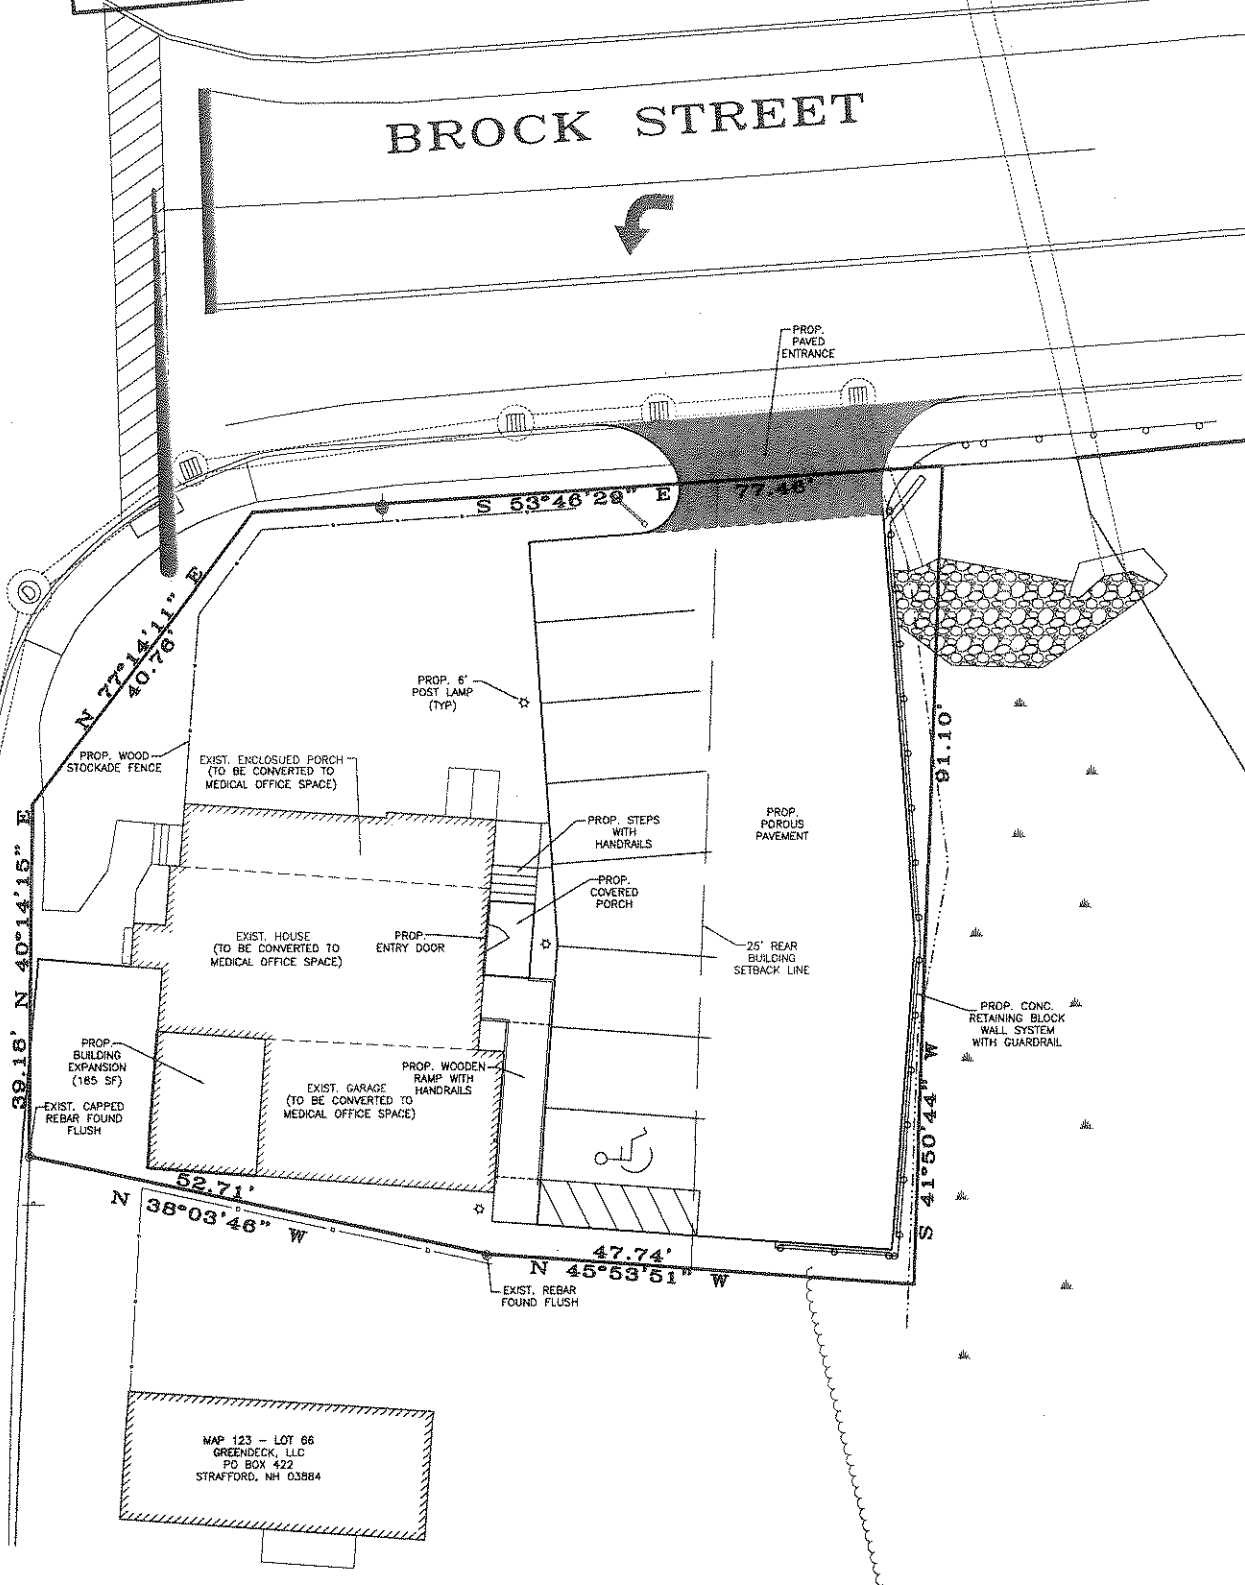 BROCK STREET
PROP.
PAVED
ENTRANCE
S 53°46'29" E
77.46'
N 77°14'11" E
40.76'
PROP. 6'
POST LAMP
(TYP)
PROP. WOOD
STOCKADE FENCE
EXIST. ENCLOSUED PORCH
(TO BE CONVERTED TO
MEDICAL OFFICE SPACE)
91.10'
PROP. STEPS
WITH
HANDRAILS
PROP.
POROUS
PAVEMENT
PROP.
COVERED
PORCH
39.18' N 40°14'15" E
EXIST. HOUSE
(TO BE CONVERTED TO
MEDICAL OFFICE SPACE)
PROP.
ENTRY DOOR
25' REAR
BUILDING
SETBACK LINE
PROP. CONC.
RETAINING BLOCK
WALL SYSTEM
WITH GUARDRAIL
PROP.
BUILDING
EXPANSION
(185 SF)
PROP. WOODEN
RAMP WITH
HANDRAILS
EXIST. GARAGE
(TO BE CONVERTED TO
MEDICAL OFFICE SPACE)
EXIST. CAPPED
REBAR FOUND
FLUSH
S 41°50'44" W
52.71'
N 38°03'46" W
47.74'
N 45°53'51" W
EXIST. REBAR
FOUND FLUSH
MAP 123 - LOT 66
GREENDECK, LLC
PO BOX 422
STRAFFORD, NH 03884
D